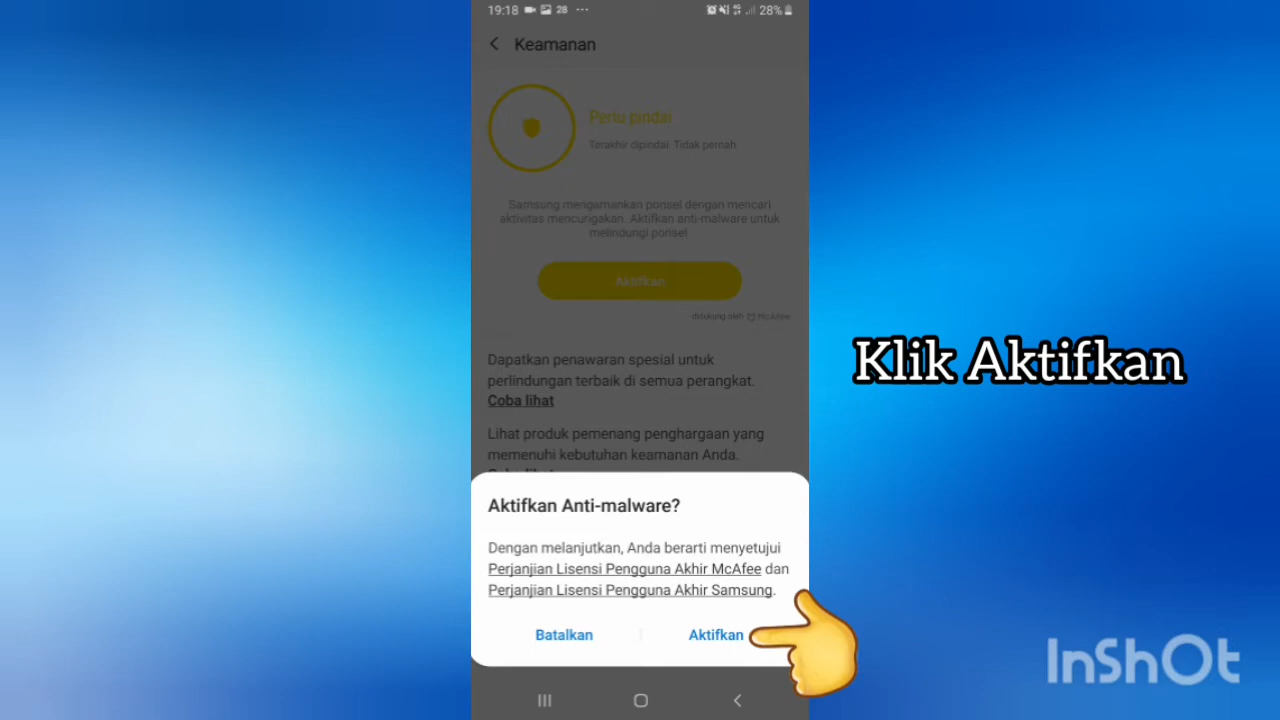 19:18 28 ... 28%
Keamanan
Perlu pindai
Terakhir dipindai: Tidak pernah
Samsung mengamankan ponsel dengan mencari
aktivitas mencurigakan. Aktifkan anti-malware untuk
melindungi ponsel
Aktifkan
didukung oleh McAfee
Dapatkan penawaran spesial untuk
perlindungan terbaik di semua perangkat.
Coba lihat
Lihat produk pemenang penghargaan yang
memenuhi kebutuhan keamanan Anda.
Aktifkan Anti-malware?
Dengan melanjutkan, Anda berarti menyetujui
Perjanjian Lisensi Pengguna Akhir McAfee dan
Perjanjian Lisensi Pengguna Akhir Samsung.
Batalkan Aktifkan
Klik Aktifkan
InShOt